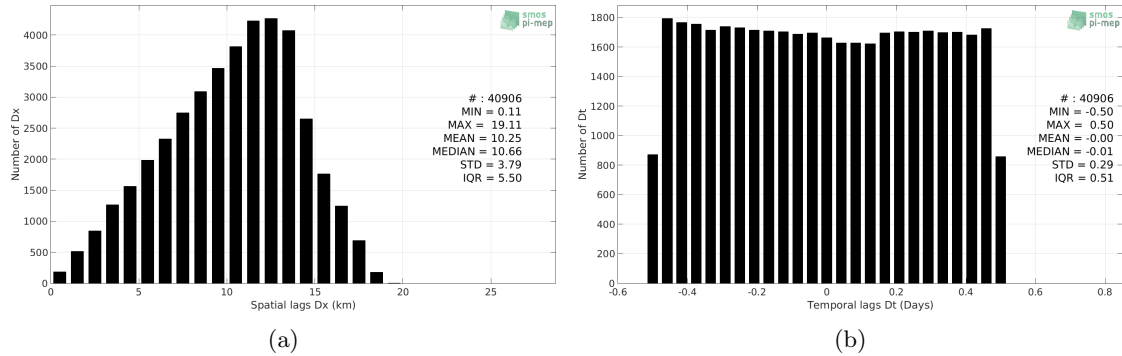 smos
pi-mep
4000
3500
3000
2500
2000
1500
1000
500
0
Number of Dx
# : 40906
MIN = 0.11
MAX = 19.11
MEAN = 10.25
MEDIAN = 10.66
STD = 3.79
IQR = 5.50
0 5 10 15 20 25
Spatial lags Dx (km)
(a)
smos
pi-mep
1800
1600
1400
1200
1000
800
600
400
200
0
Number of Dt
# : 40906
MIN = -0.50
MAX = 0.50
MEAN = -0.00
MEDIAN = -0.01
STD = 0.29
IQR = 0.51
-0.6 -0.4 -0.2 0 0.2 0.4 0.6 0.8
Temporal lags Dt (Days)
(b)